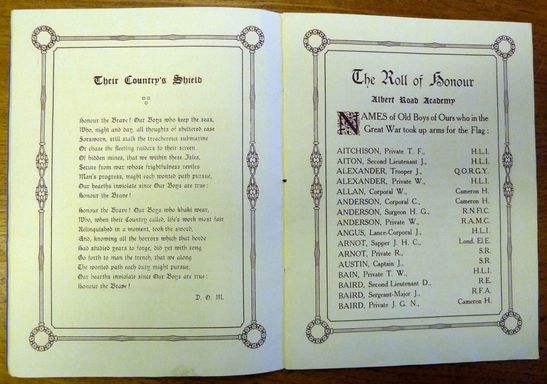 Their Country's Shield
Honour the Brave! Our Boys who keep the seas,
Who, night and day, all thoughts of sheltered ease
Forsworn, still stalk the treacherous submarine
Or chase the fleeting raiders to their screen
Of hidden mines, that we within these Isles,
Secure from war whose frightfulness reviles
Man's progress, might each wonted path pursue,
Our hearths inviolate since Our Boys are true:
Honour the Brave!
Honour the Brave! Our Boys who khaki wear,
Who, when their Country called, life's work most fair
Relinquished in a moment, took the sword,
And, knowing all the horrors which that horde
Had studied years to forge, did yet with song
Go forth to man the trench, that we along
The wonted path each duty might pursue,
Our hearths inviolate since Our Boys are true:
Honour the Brave!
D. O. M.
The Roll of Honour
Albert Road Academy
NAMES of Old Boys of Ours who in the
Great War took up arms for the Flag:
AITCHISON, Private T. F., H.L.I.
AITON, Second Lieutenant J., H.L.I.
ALEXANDER, Trooper J., Q.O.R.G.Y.
ALEXANDER, Private W., H.L.I.
ALLAN, Corporal W., Cameron H.
ANDERSON, Corporal C., Cameron H.
ANDERSON, Surgeon H. G., R.N.F.C.
ANDERSON, Private W., R.A.M.C.
ANGUS, Lance-Corporal J., H.L.I.
ARNOT, Sapper J. H. C., Lond. E.E.
ARNOT, Private R., S.R.
AUSTIN, Captain J., S.R.
BAIN, Private T. W., H.L.I.
BAIRD, Second Lieutenant D., R.E.
BAIRD, Sergeant-Major J., R.F.A.
BAIRD, Private J. G. N., Cameron H.